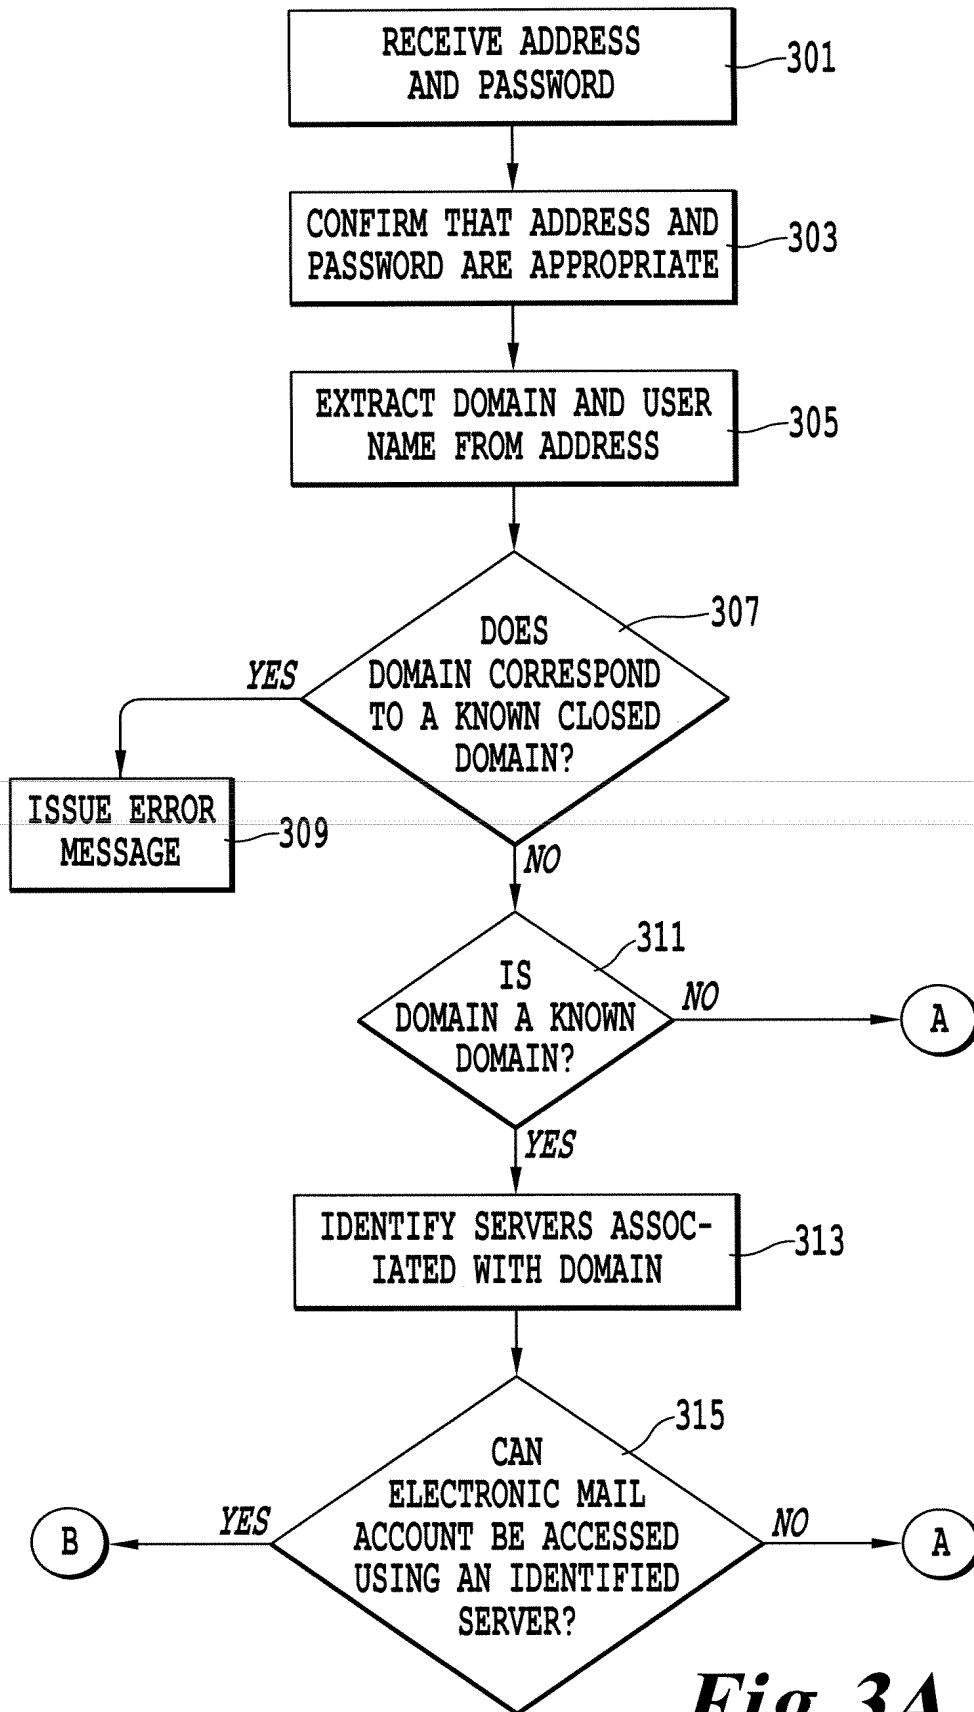 RECEIVE ADDRESS
AND PASSWORD
301
CONFIRM THAT ADDRESS AND
PASSWORD ARE APPROPRIATE
303
EXTRACT DOMAIN AND USER
NAME FROM ADDRESS
305
307
DOES
DOMAIN CORRESPOND
TO A KNOWN CLOSED
DOMAIN?
YES
ISSUE ERROR
MESSAGE
309
NO
311
IS
DOMAIN A KNOWN
DOMAIN?
NO
A
YES
IDENTIFY SERVERS ASSOC-
IATED WITH DOMAIN
313
315
CAN
ELECTRONIC MAIL
ACCOUNT BE ACCESSED
USING AN IDENTIFIED
SERVER?
YES
B
NO
A
Fig 3A